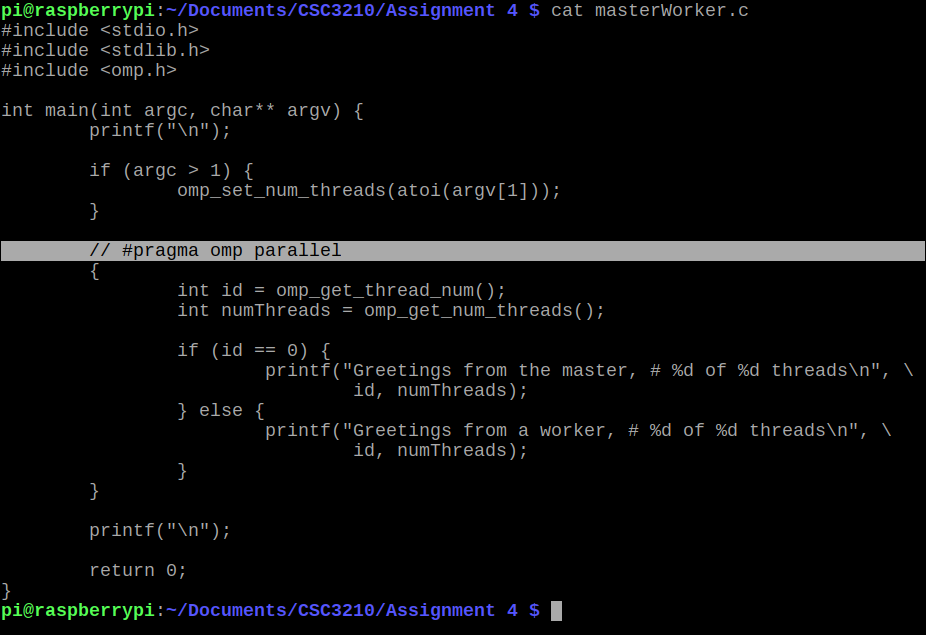 pi@raspberrypi:~/Documents/CSC3210/Assignment 4 $ cat masterWorker.c
#include <stdio.h>
#include <stdlib.h>
#include <omp.h>

int main(int argc, char** argv) {
        printf("\n");

        if (argc > 1) {
                omp_set_num_threads(atoi(argv[1]));
        }

        // #pragma omp parallel
        {
                int id = omp_get_thread_num();
                int numThreads = omp_get_num_threads();

                if (id == 0) {
                        printf("Greetings from the master, # %d of %d threads\n", \
                                id, numThreads);
                } else {
                        printf("Greetings from a worker, # %d of %d threads\n", \
                                id, numThreads);
                }
        }

        printf("\n");

        return 0;
}
pi@raspberrypi:~/Documents/CSC3210/Assignment 4 $